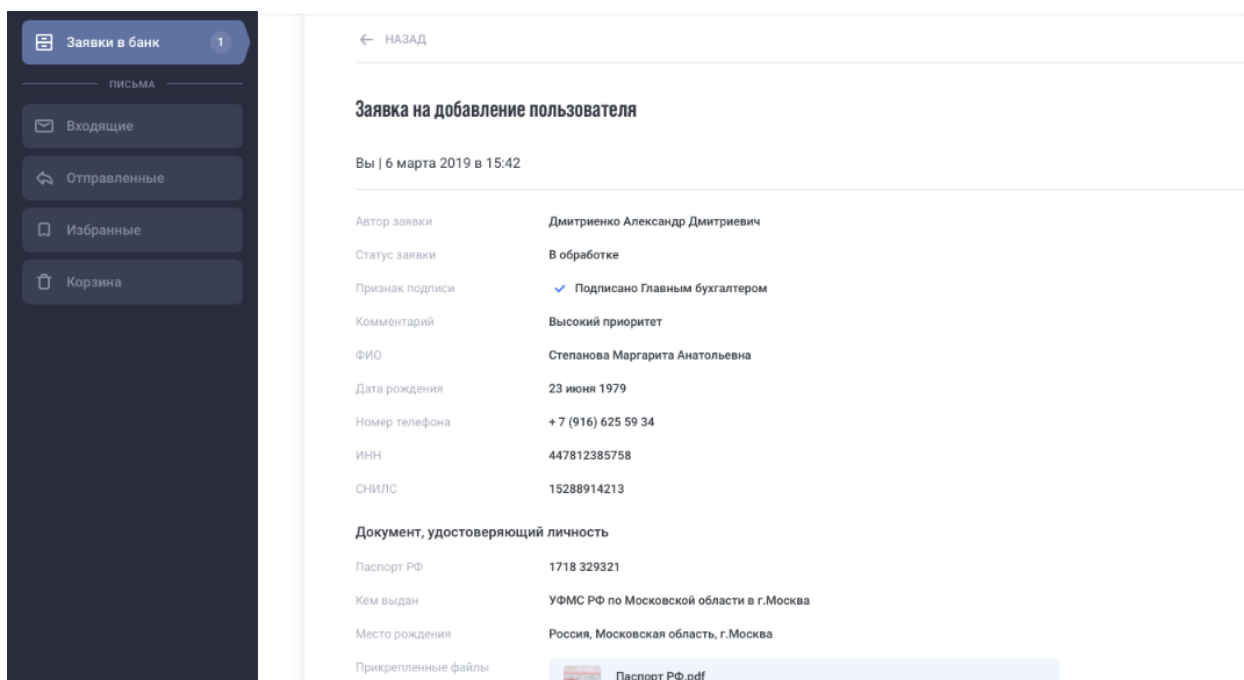 Заявки в банк 1
ПИСЬМА
Входящие
Отправленные
Избранные
Корзина
НАЗАД
Заявка на добавление пользователя
Вы | 6 марта 2019 в 15:42
Автор заявки Дмитриенко Александр Дмитриевич
Статус заявки В обработке
Признак подписи Подписано Главным бухгалтером
Комментарий Высокий приоритет
ФИО Степанова Маргарита Анатольевна
Дата рождения 23 июня 1979
Номер телефона + 7 (916) 625 59 34
ИНН 447812385758
СНИЛС 15288914213
Документ, удостоверяющий личность
Паспорт РФ 1718 329321
Кем выдан УФМС РФ по Московской области в г.Москва
Место рождения Россия, Московская область, г.Москва
Прикрепленные файлы Паспорт РФ.pdf